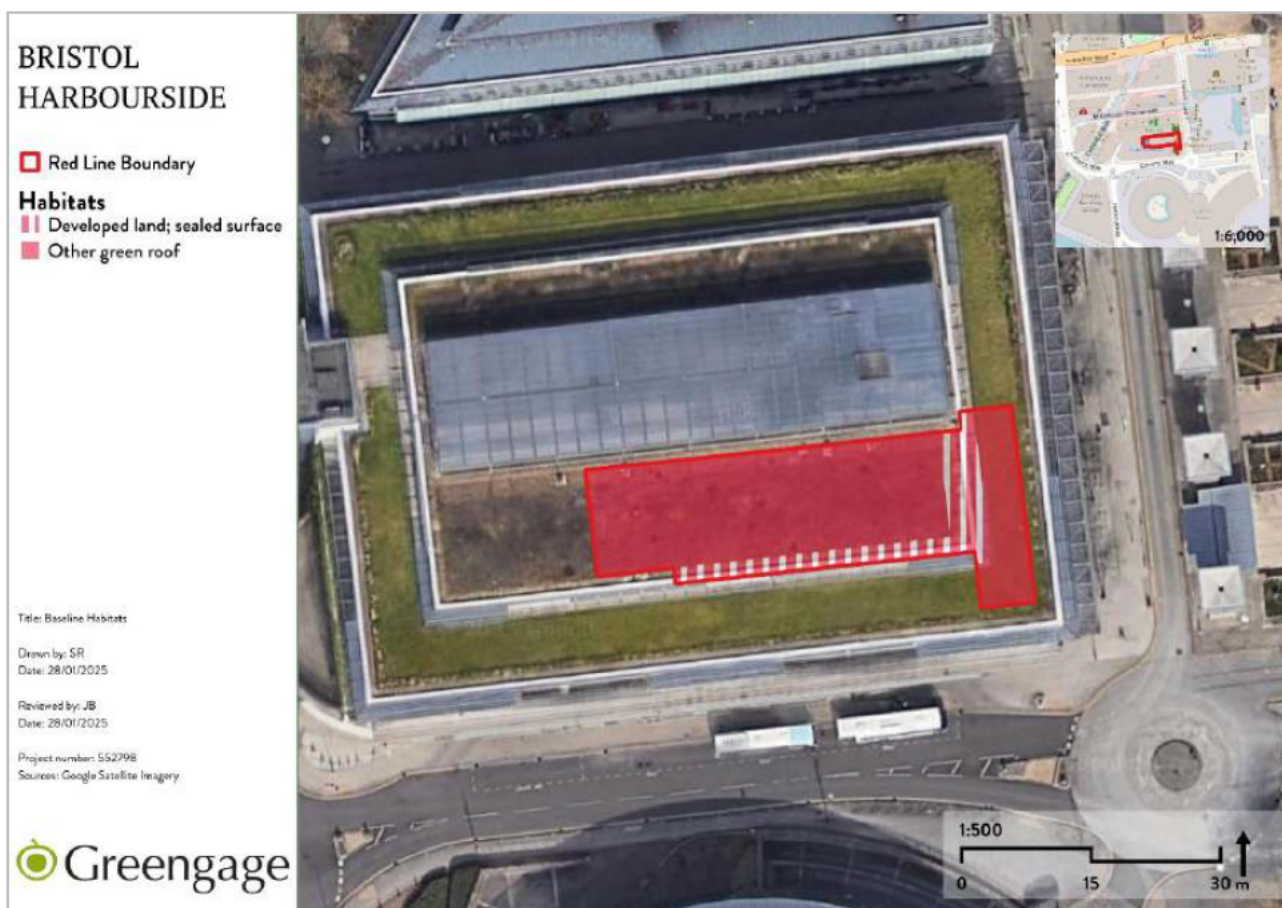 BRISTOL
HARBOURSIDE
Red Line Boundary
Habitats
Developed land; sealed surface
Other green roof
Title: Baseline Habitats
Drawn by: SR
Date: 28/01/2025
Reviewed by: JB
Date: 28/01/2025
Project number: 552798
Sources: Google Satellite Imagery
Greengage
1:6,000
1:500
0 15 30 m